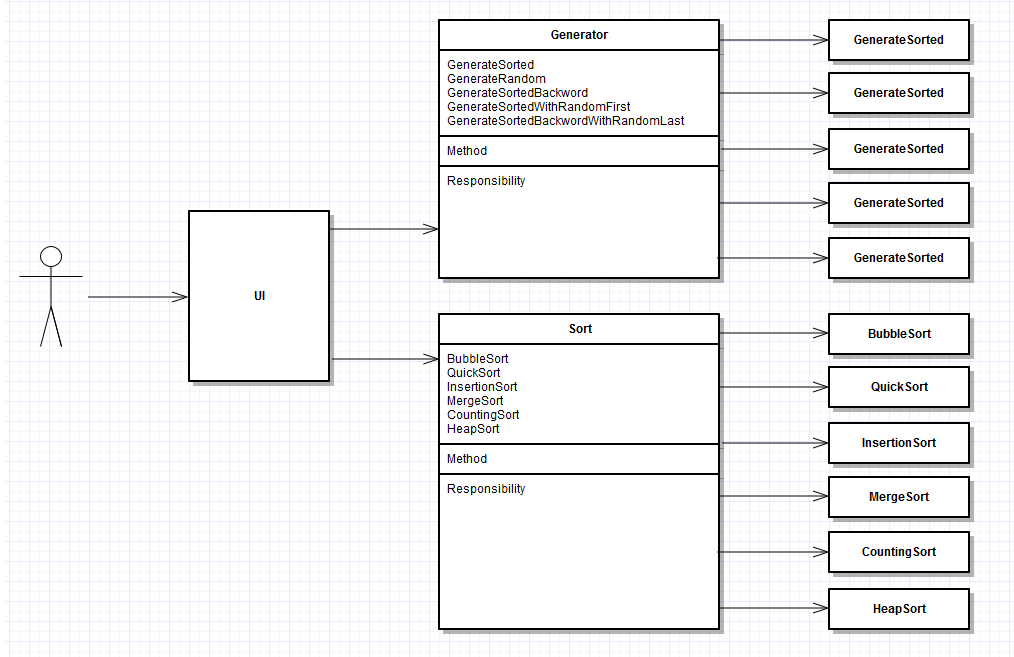 Generator
GenerateSorted
GenerateRandom
GenerateSortedBackword
GenerateSortedWithRandomFirst
GenerateSortedBackwordWithRandomLast
Method
Responsibility
GenerateSorted
GenerateSorted
GenerateSorted
GenerateSorted
GenerateSorted
UI
Sort
BubbleSort
QuickSort
InsertionSort
MergeSort
CountingSort
HeapSort
Method
Responsibility
BubbleSort
QuickSort
InsertionSort
MergeSort
CountingSort
HeapSort